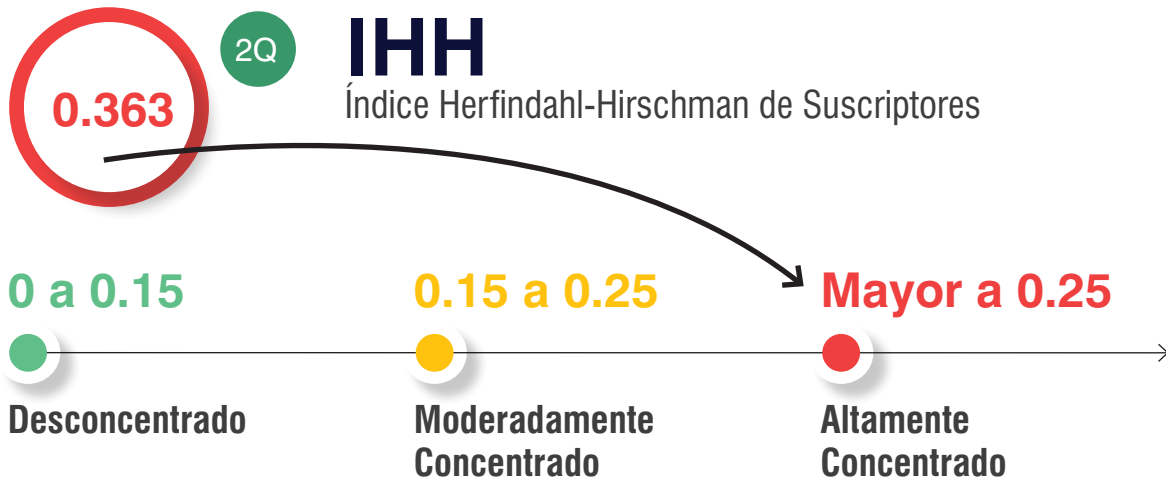 0.363
2Q
IHH
Índice Herfindahl-Hirschman de Suscriptores
0 a 0.15
0.15 a 0.25
Mayor a 0.25
Desconcentrado
Moderadamente
Concentrado
Altamente
Concentrado